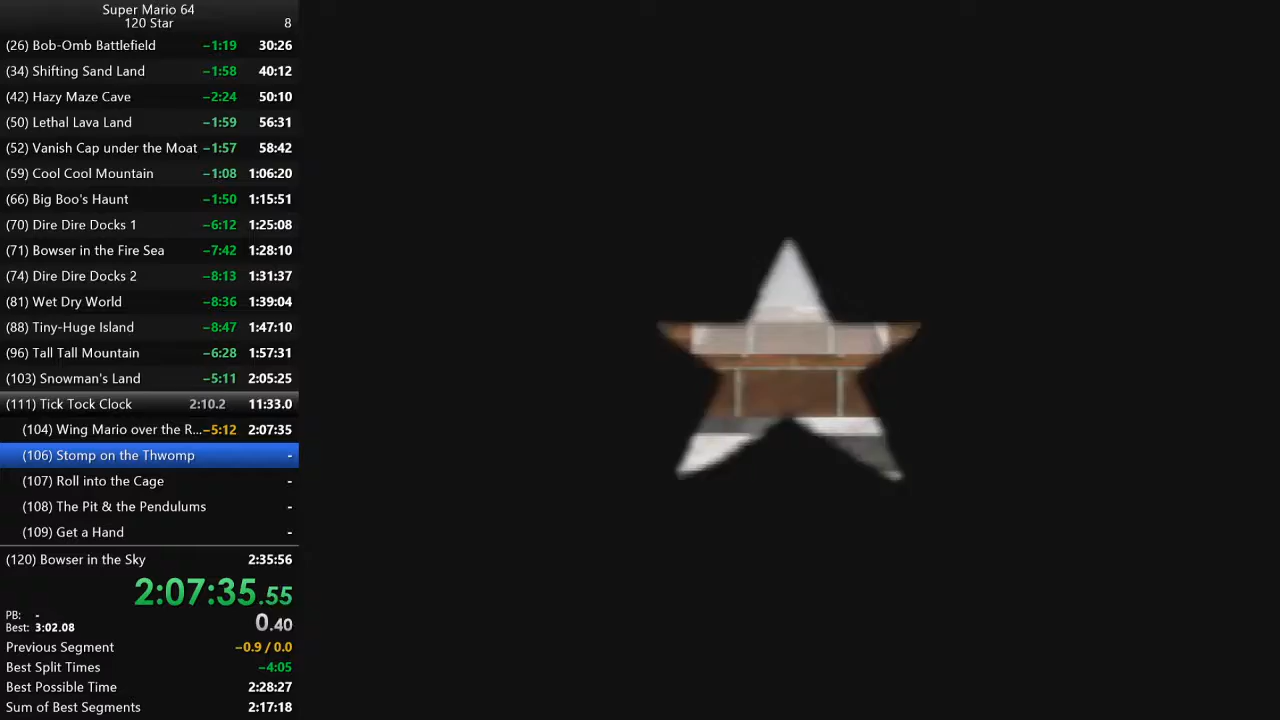 Super Mario 64
120 Star 8
(26) Bob-Omb Battlefield −1:19 30:26
(34) Shifting Sand Land −1:58 40:12
(42) Hazy Maze Cave −2:24 50:10
(50) Lethal Lava Land −1:59 56:31
(52) Vanish Cap under the Moat −1:57 58:42
(59) Cool Cool Mountain −1:08 1:06:20
(66) Big Boo's Haunt −1:50 1:15:51
(70) Dire Dire Docks 1 −6:12 1:25:08
(71) Bowser in the Fire Sea −7:42 1:28:10
(74) Dire Dire Docks 2 −8:13 1:31:37
(81) Wet Dry World −8:36 1:39:04
(88) Tiny-Huge Island −8:47 1:47:10
(96) Tall Tall Mountain −6:28 1:57:31
(103) Snowman's Land −5:11 2:05:25
(111) Tick Tock Clock 2:10.2 11:33.0
(104) Wing Mario over the R... −5:12 2:07:35
(106) Stomp on the Thwomp -
(107) Roll into the Cage -
(108) The Pit & the Pendulums -
(109) Get a Hand -
(120) Bowser in the Sky 2:35:56
2:07:35.55
PB: -
Best: 3:02.08 0.40
Previous Segment −0.9 / 0.0
Best Split Times −4:05
Best Possible Time 2:28:27
Sum of Best Segments 2:17:18